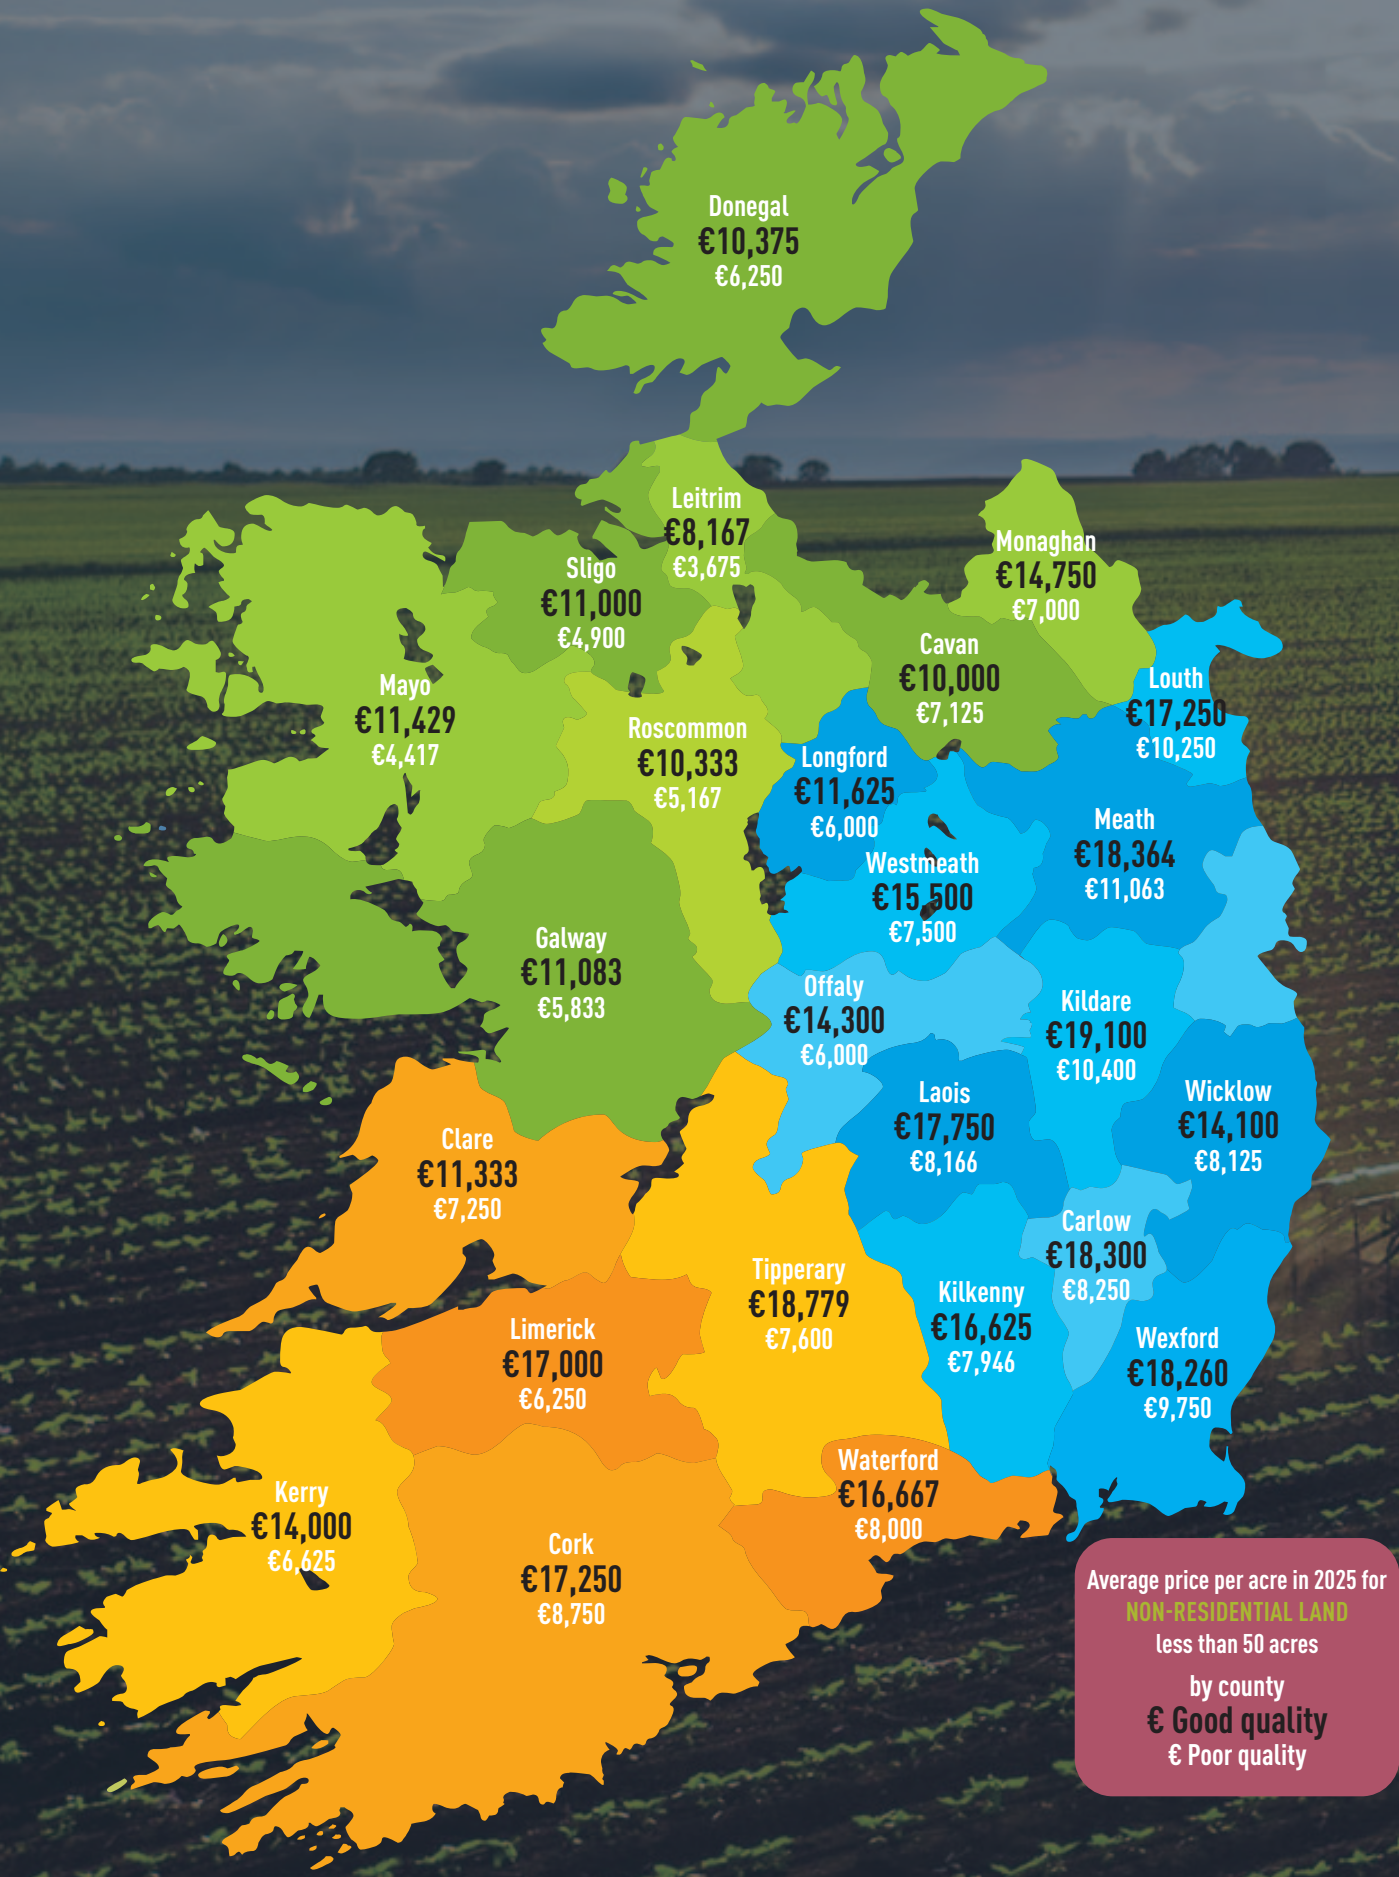 Donegal
€10,375
€6,250
Leitrim
€8,167
€3,675
Monaghan
€14,750
€7,000
Sligo
€11,000
€4,900
Cavan
€10,000
€7,125
Louth
€17,250
€10,250
Mayo
€11,429
€4,417
Roscommon
€10,333
€5,167
Longford
€11,625
€6,000
Meath
€18,364
€11,063
Westmeath
€15,500
€7,500
Galway
€11,083
€5,833
Offaly
€14,300
€6,000
Kildare
€19,100
€10,400
Laois
€17,750
€8,166
Wicklow
€14,100
€8,125
Clare
€11,333
€7,250
Carlow
€18,300
€8,250
Tipperary
€18,779
€7,600
Kilkenny
€16,625
€7,946
Limerick
€17,000
€6,250
Wexford
€18,260
€9,750
Waterford
€16,667
€8,000
Kerry
€14,000
€6,625
Cork
€17,250
€8,750
Average price per acre in 2025 for
NON-RESIDENTIAL LAND
less than 50 acres
by county
€ Good quality
€ Poor quality